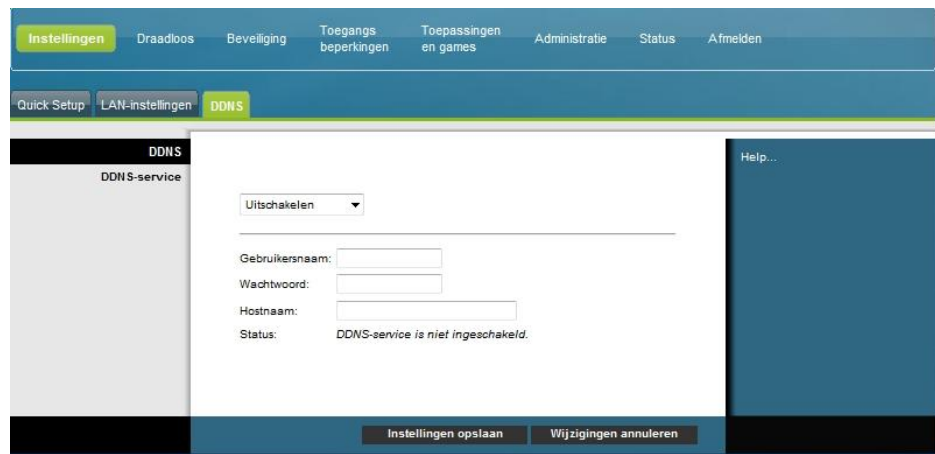 Instellingen
Draadloos
Beveiliging
Toegangs
beperkingen
Toepassingen
en games
Administratie
Status
Afmelden
Quick Setup
LAN-instellingen
DDNS
DDNS
DDNS-service
Uitschakelen
Gebruikersnaam:
Wachtwoord:
Hostnaam:
Status: DDNS-service is niet ingeschakeld.
Help...
Instellingen opslaan
Wijzigingen annuleren